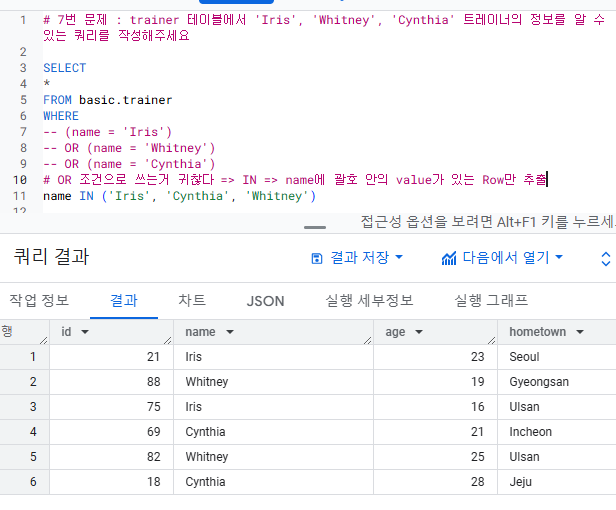 1 # 7번 문제 : trainer 테이블에서 'Iris', 'Whitney', 'Cynthia' 트레이너의 정보를 알 수
있는 쿼리를 작성해주세요
2
3 SELECT
4 *
5 FROM basic.trainer
6 WHERE
7 -- (name = 'Iris')
8 -- OR (name = 'Whitney')
9 -- OR (name = 'Cynthia')
10 # OR 조건으로 쓰는거 귀찮다 => IN => name에 괄호 안의 value가 있는 Row만 추출
11 name IN ('Iris', 'Cynthia', 'Whitney')
12
접근성 옵션을 보려면 Alt+F1 키를 누르세.
쿼리 결과 결과 저장 다음에서 열기
작업 정보 결과 차트 JSON 실행 세부정보 실행 그래프
행 id name age hometown
1 21 Iris 23 Seoul
2 88 Whitney 19 Gyeongsan
3 75 Iris 16 Ulsan
4 69 Cynthia 21 Incheon
5 82 Whitney 25 Ulsan
6 18 Cynthia 28 Jeju